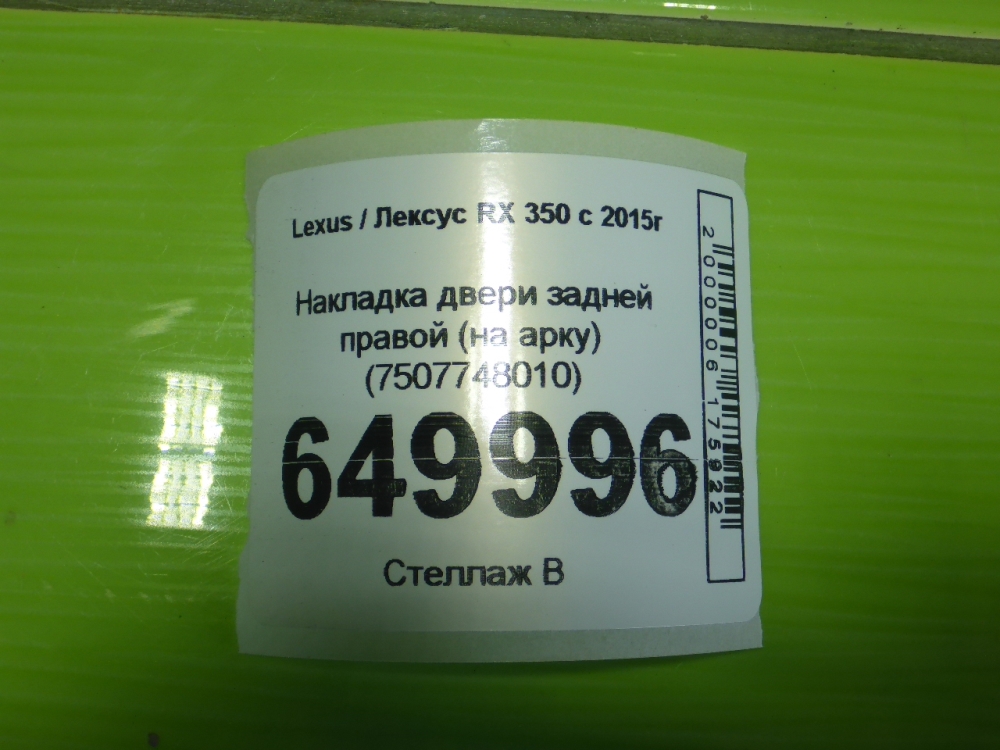 Lexus / Лексус RX 350 с 2015г
Накладка двери задней
правой (на арку)
(7507748010)
649996
Стеллаж В
2000006175922